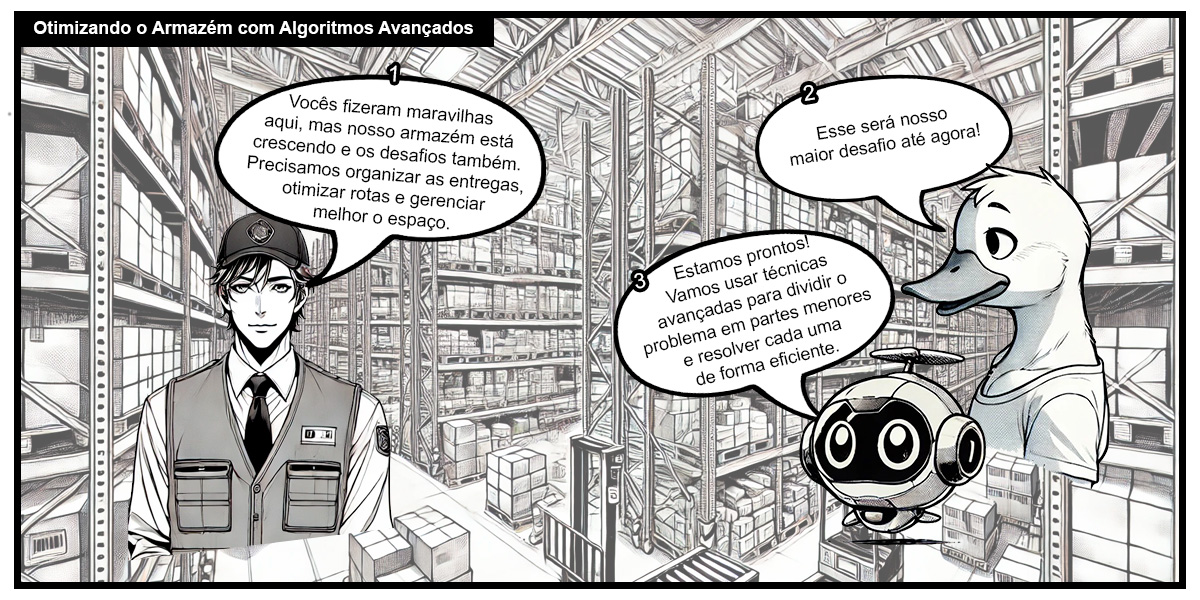 Otimizando o Armazém com Algoritmos Avançados
1
Vocês fizeram maravilhas
aqui, mas nosso armazém está
crescendo e os desafios também.
Precisamos organizar as entregas,
otimizar rotas e gerenciar
melhor o espaço.
2
Esse será nosso
maior desafio até agora!
3
Estamos prontos!
Vamos usar técnicas
avançadas para dividir o
problema em partes menores
e resolver cada uma
de forma eficiente.